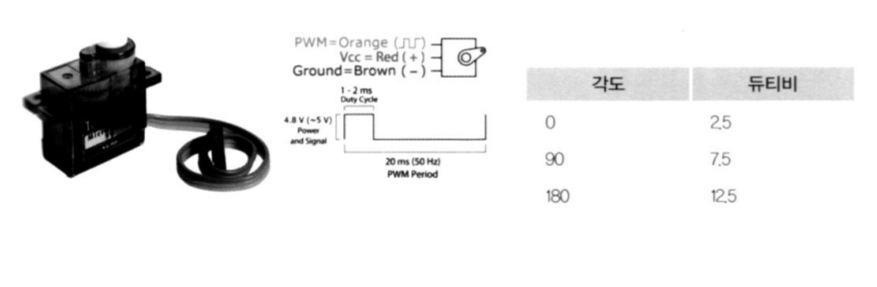 PWM=Orange (⎍⎍)
Vcc = Red ( + )
Ground=Brown ( − )
1 - 2 ms
Duty Cycle
4.8 V (~5 V)
Power
and Signal
20 ms (50 Hz)
PWM Period
각도 듀티비
0 2.5
90 7.5
180 12.5